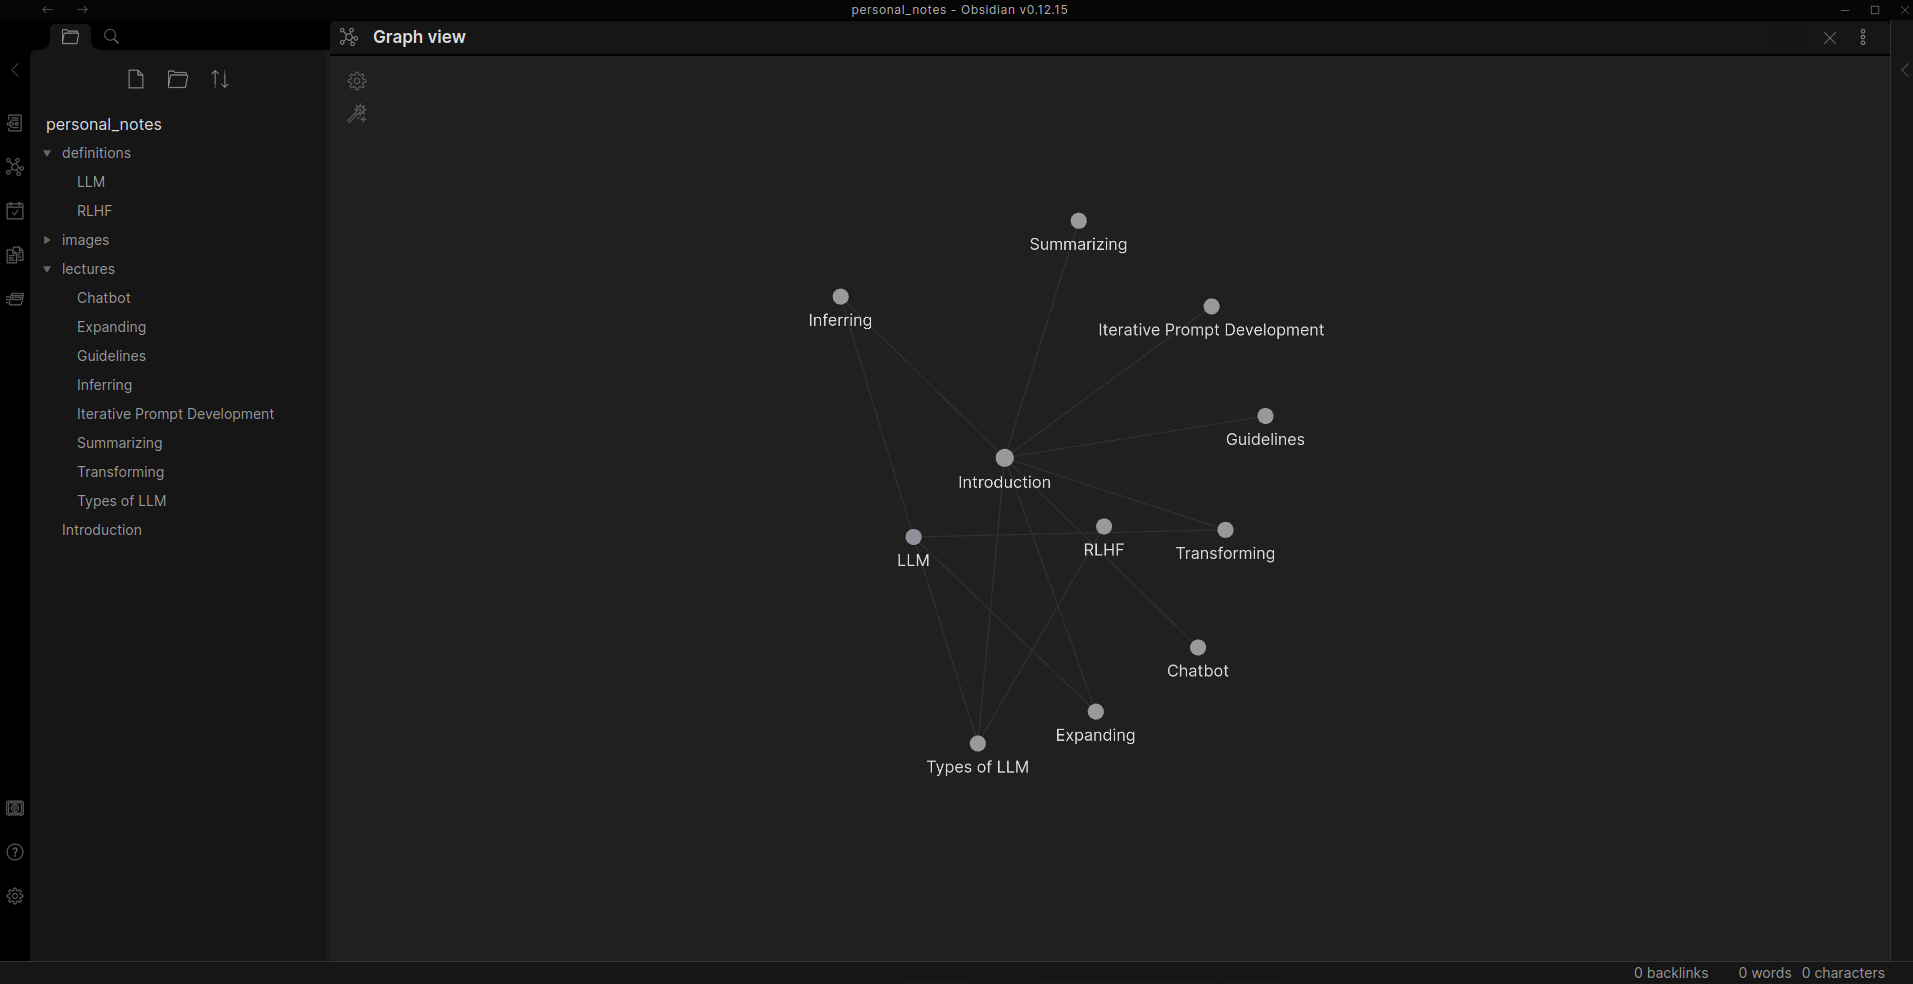 personal_notes - Obsidian v0.12.15
Graph view
personal_notes
definitions
LLM
RLHF
images
lectures
Chatbot
Expanding
Guidelines
Inferring
Iterative Prompt Development
Summarizing
Transforming
Types of LLM
Introduction
Summarizing
Inferring
Iterative Prompt Development
Guidelines
Introduction
LLM
RLHF
Transforming
Chatbot
Expanding
Types of LLM
0 backlinks 0 words 0 characters